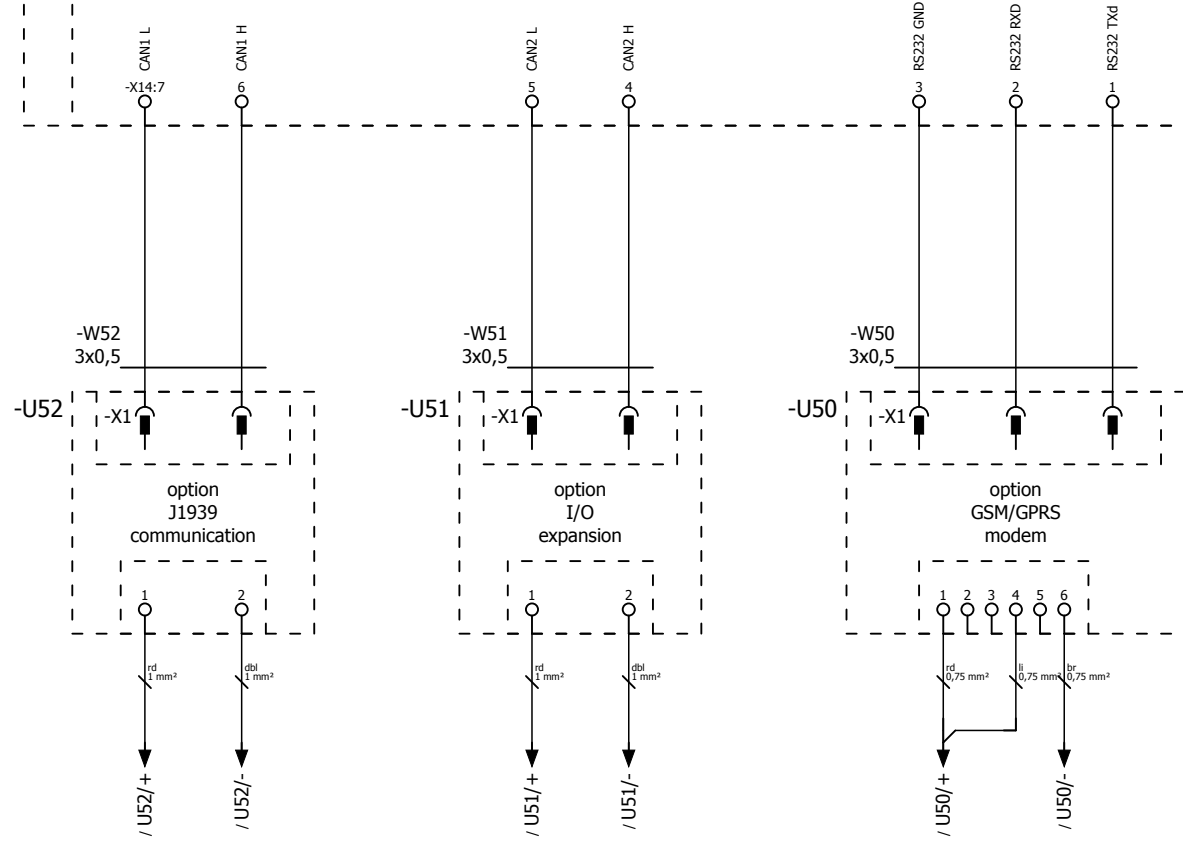 CAN1 L
CAN1 H
CAN2 L
CAN2 H
RS232 GND
RS232 RXD
RS232 TXd
-X14:7
6
5
4
3
2
1
-W52
3x0,5
-W51
3x0,5
-W50
3x0,5
-U52
-X1
-U51
-X1
-U50
-X1
option
J1939
communication
option
I/O
expansion
option
GSM/GPRS
modem
1
2
1
2
1
2
3
4
5
6
rd
1 mm²
dbl
1 mm²
rd
1 mm²
dbl
1 mm²
rd
0,75 mm²
li
0,75 mm²
br
0,75 mm²
/ U52/+
/ U52/-
/ U51/+
/ U51/-
/ U50/+
/ U50/-